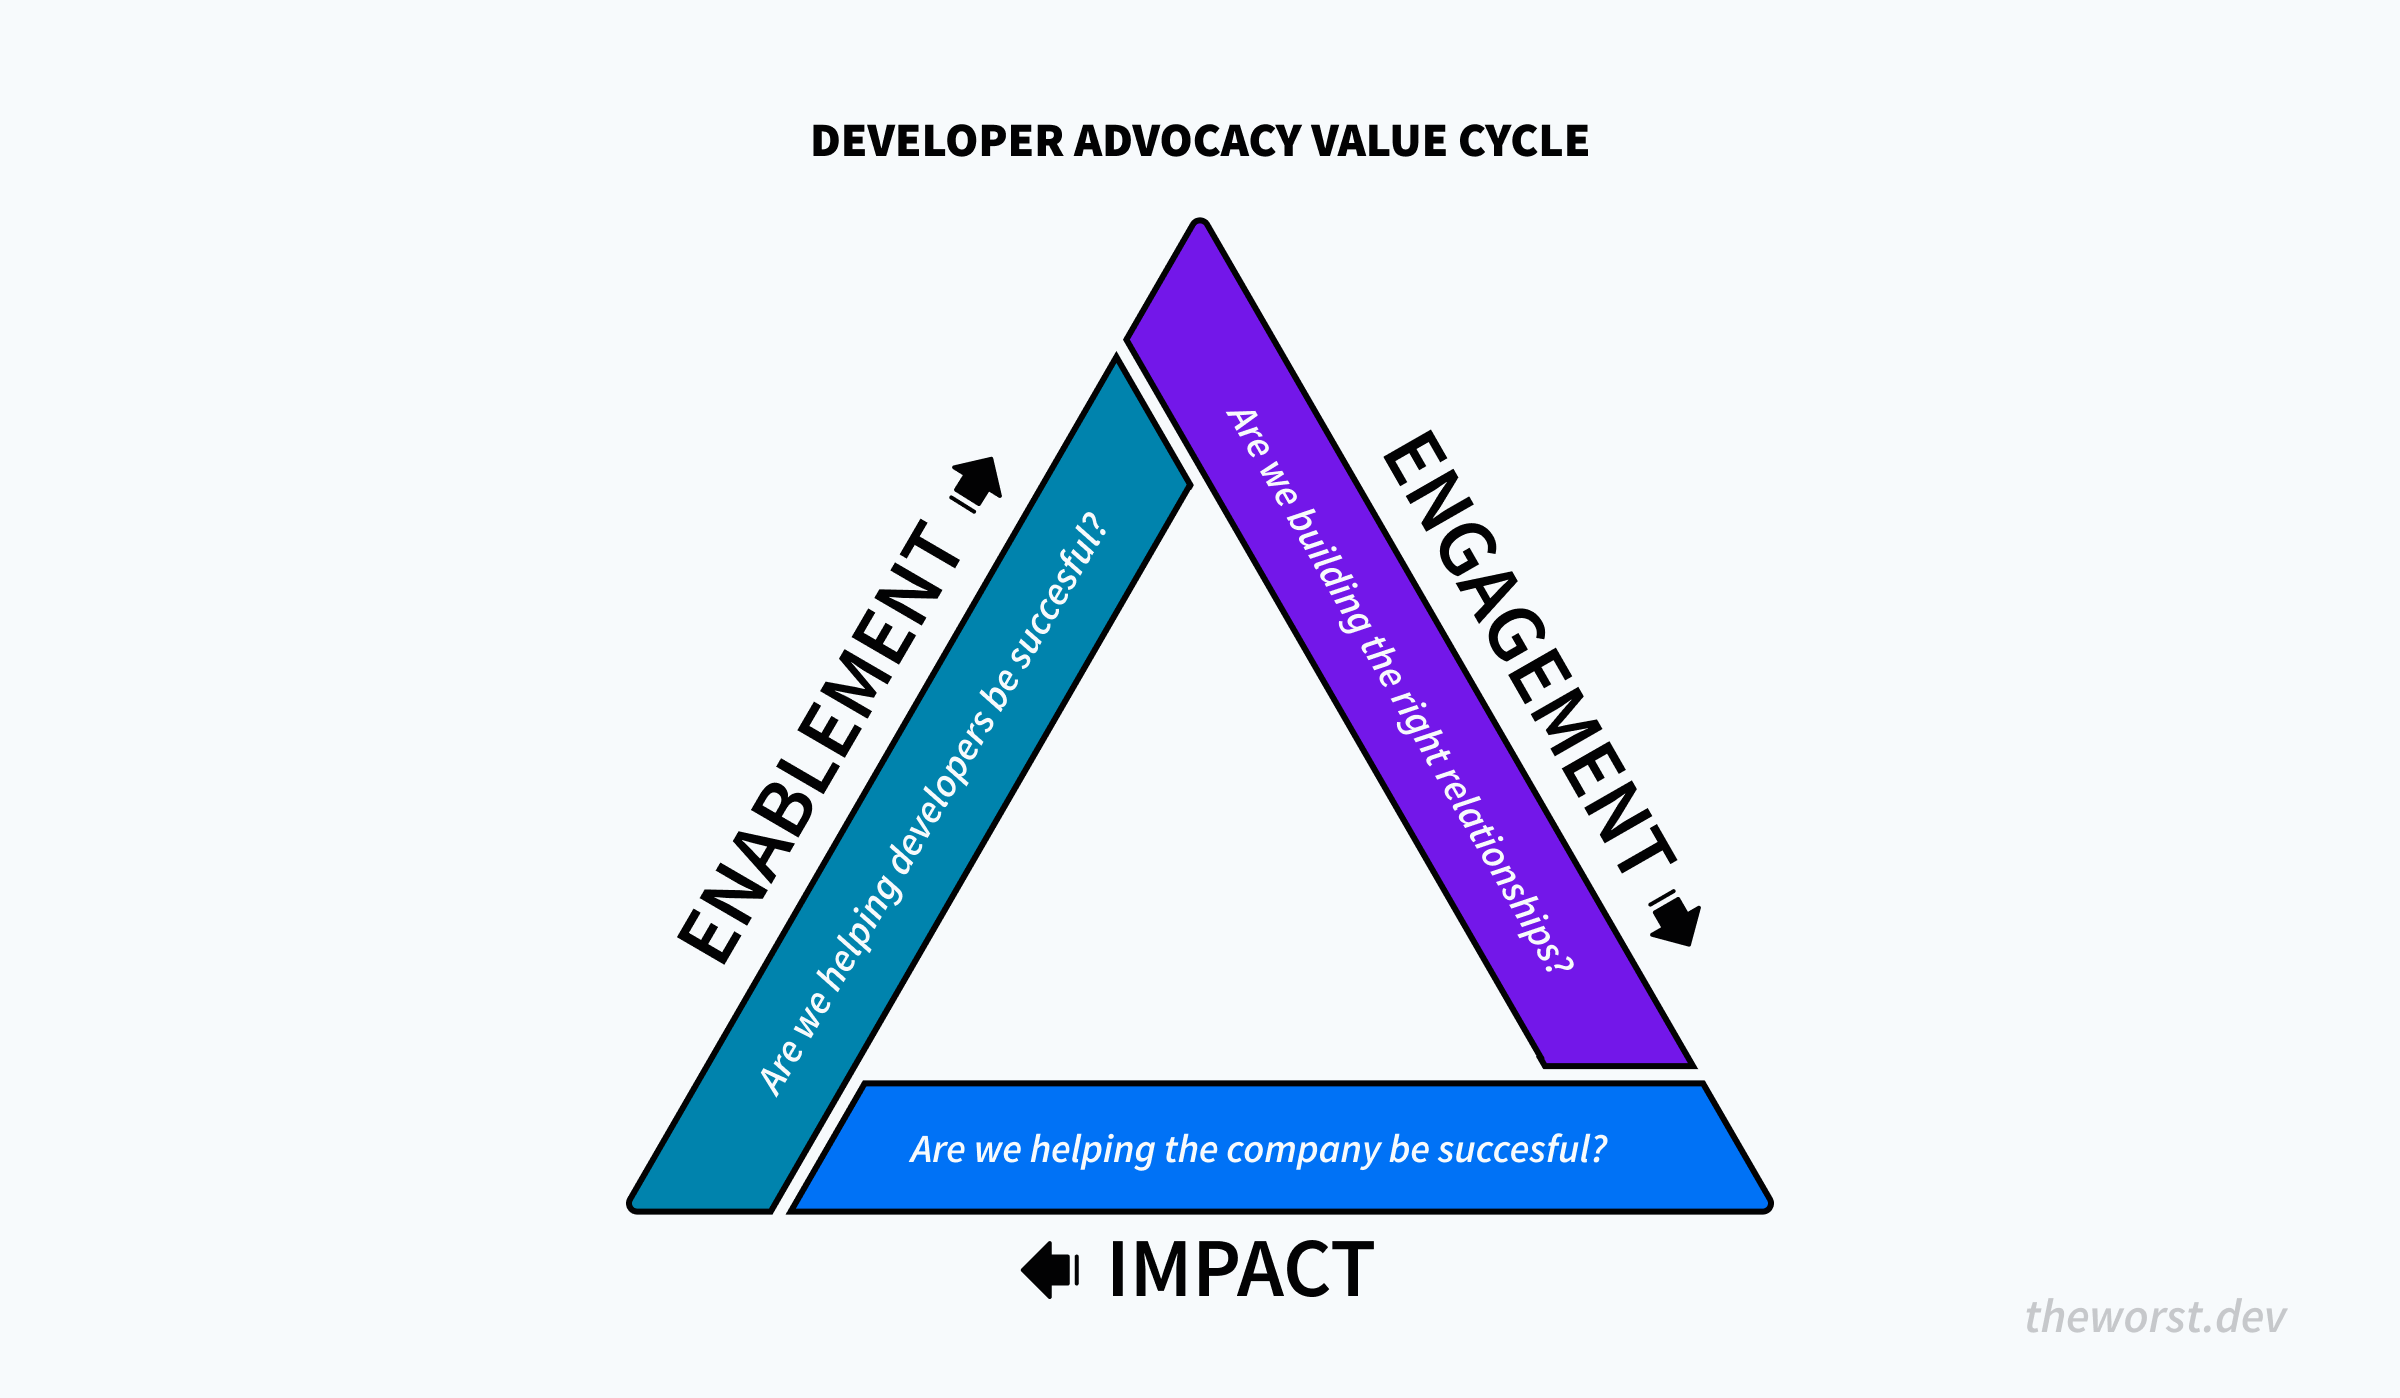 DEVELOPER ADVOCACY VALUE CYCLE
ENABLEMENT
Are we helping developers be succesful?
ENGAGEMENT
Are we building the right relationships?
Are we helping the company be succesful?
IMPACT
theworst.dev